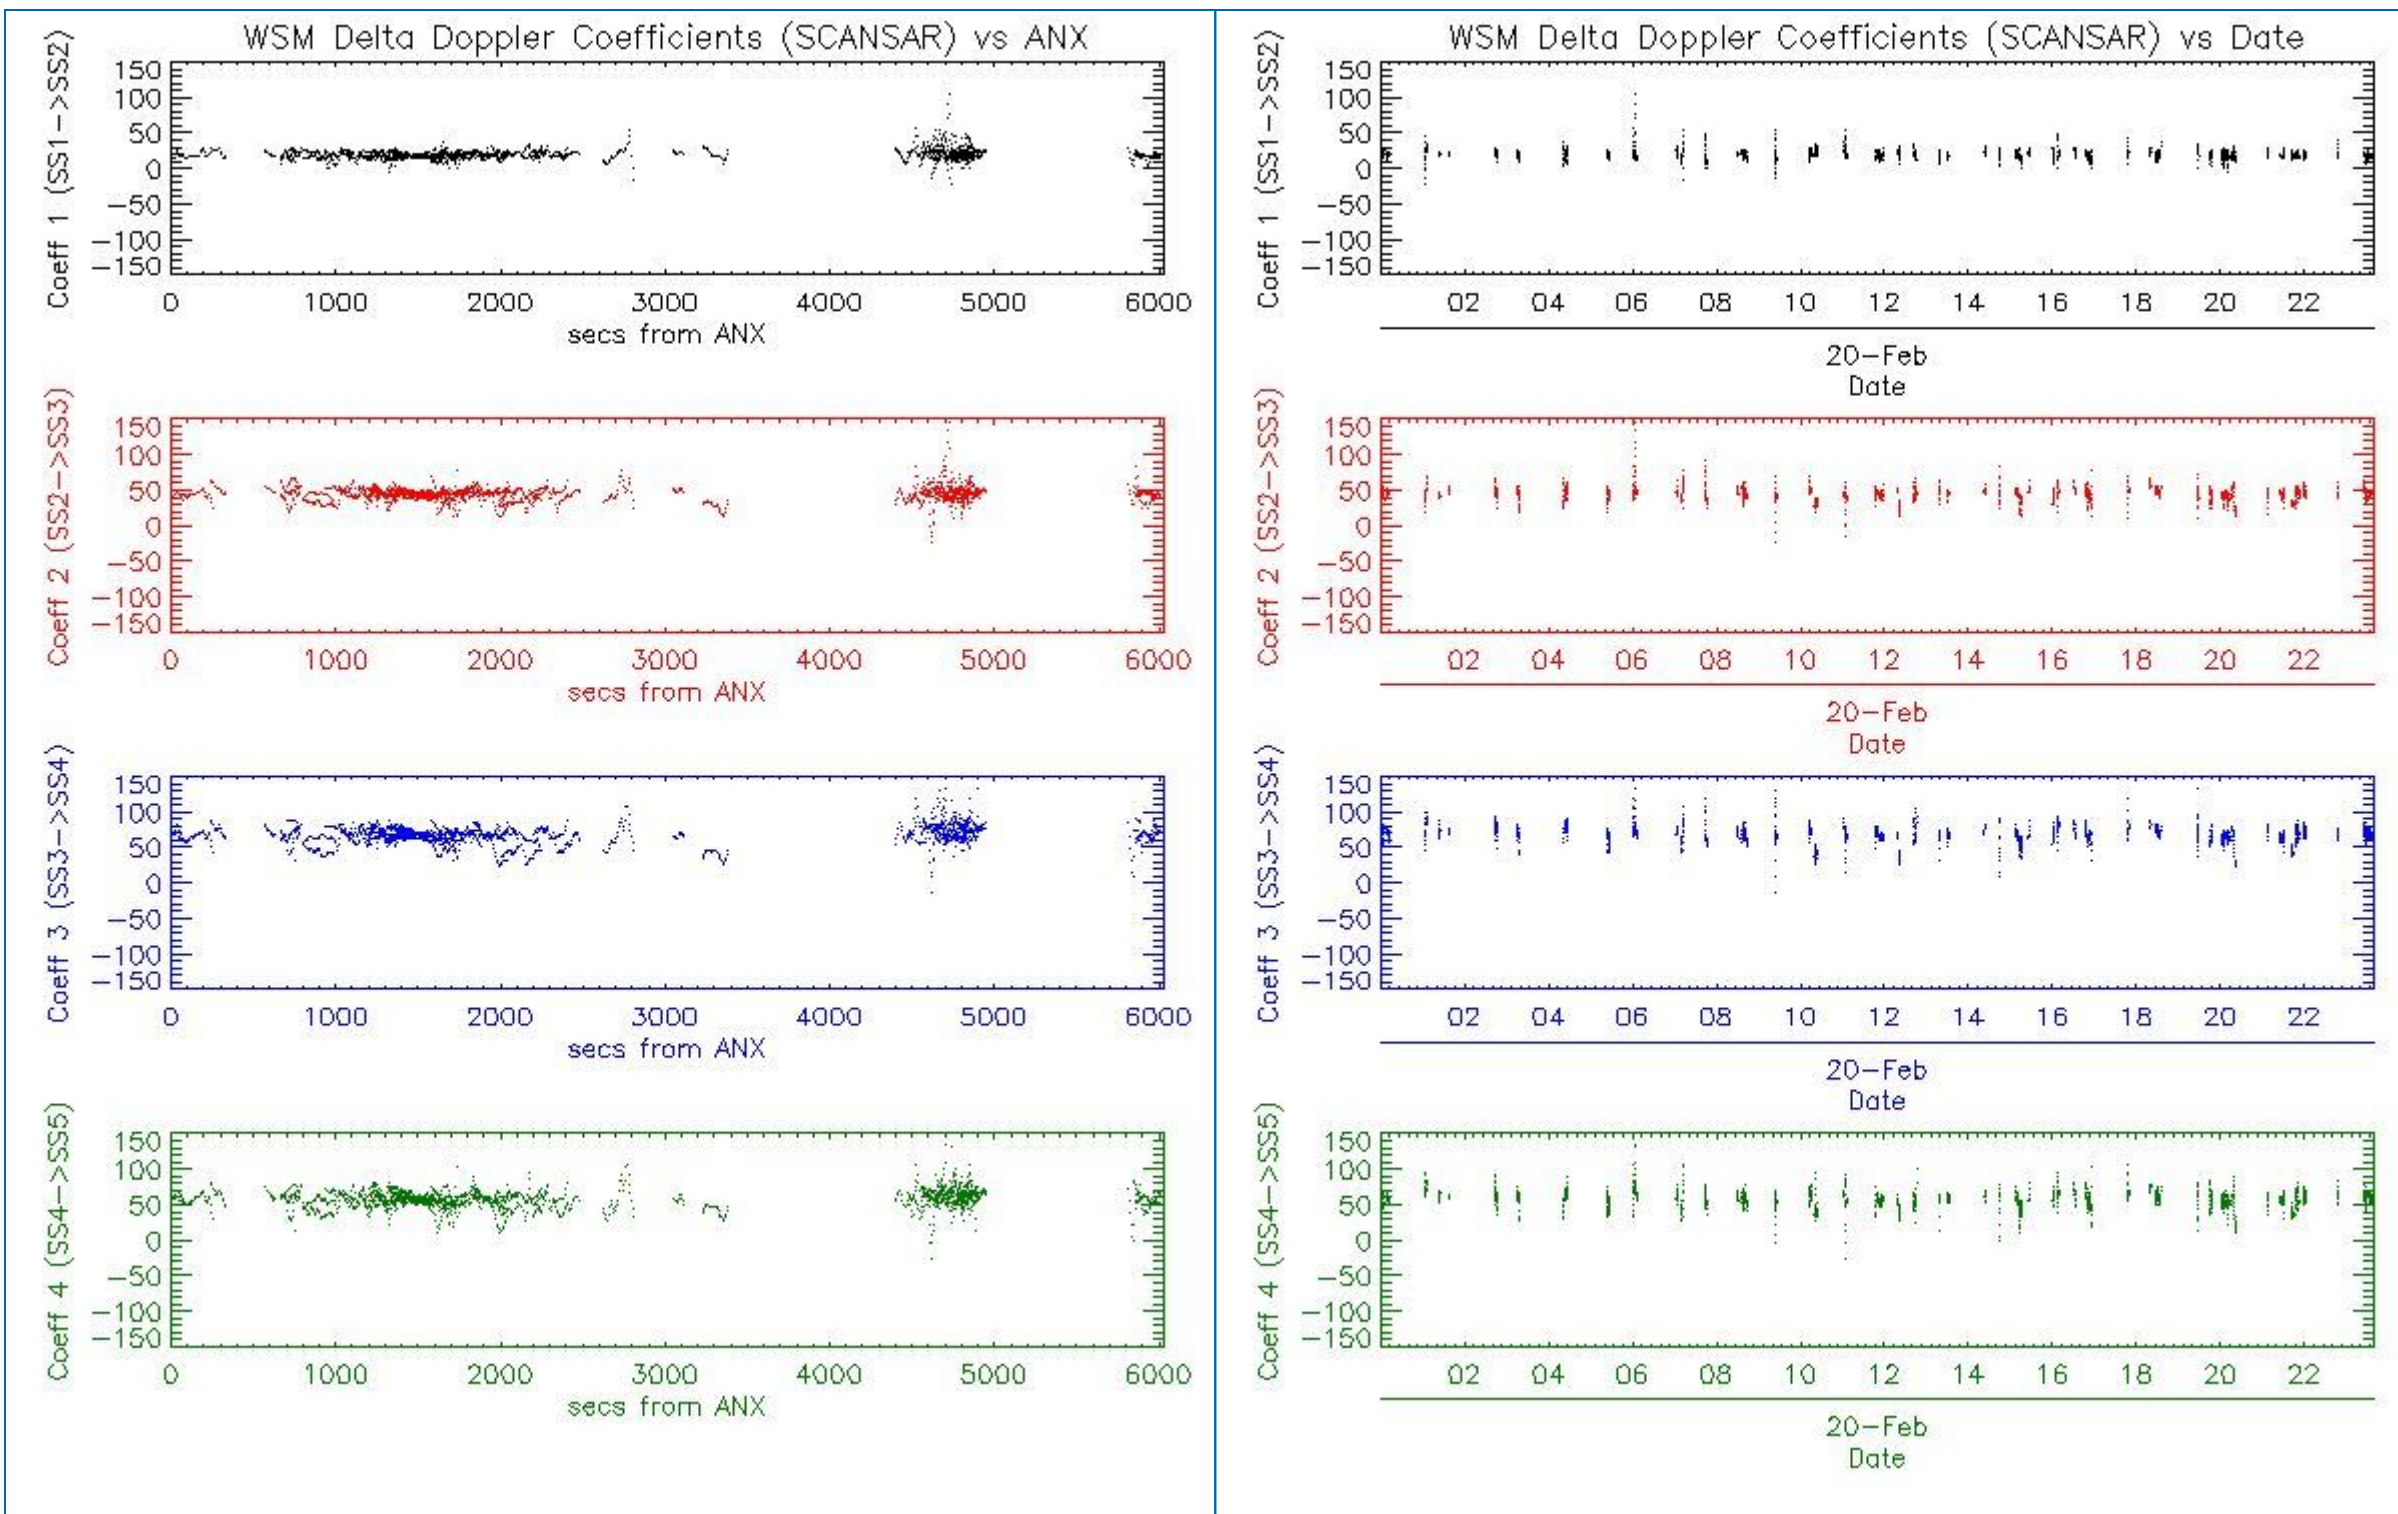 WSM Delta Doppler Coefficients (SCANSAR) vs ANX
Coeff 1 (SS1->SS2)
150
100
50
0
-50
-100
-150
0 1000 2000 3000 4000 5000 6000
secs from ANX
Coeff 2 (SS2->SS3)
150
100
50
0
-50
-100
-150
0 1000 2000 3000 4000 5000 6000
secs from ANX
Coeff 3 (SS3->SS4)
150
100
50
0
-50
-100
-150
0 1000 2000 3000 4000 5000 6000
secs from ANX
Coeff 4 (SS4->SS5)
150
100
50
0
-50
-100
-150
0 1000 2000 3000 4000 5000 6000
secs from ANX
WSM Delta Doppler Coefficients (SCANSAR) vs Date
Coeff 1 (SS1->SS2)
150
100
50
0
-50
-100
-150
02 04 06 08 10 12 14 16 18 20 22
20-Feb
Date
Coeff 2 (SS2->SS3)
150
100
50
0
-50
-100
-150
02 04 06 08 10 12 14 16 18 20 22
20-Feb
Date
Coeff 3 (SS3->SS4)
150
100
50
0
-50
-100
-150
02 04 06 08 10 12 14 16 18 20 22
20-Feb
Date
Coeff 4 (SS4->SS5)
150
100
50
0
-50
-100
-150
02 04 06 08 10 12 14 16 18 20 22
20-Feb
Date